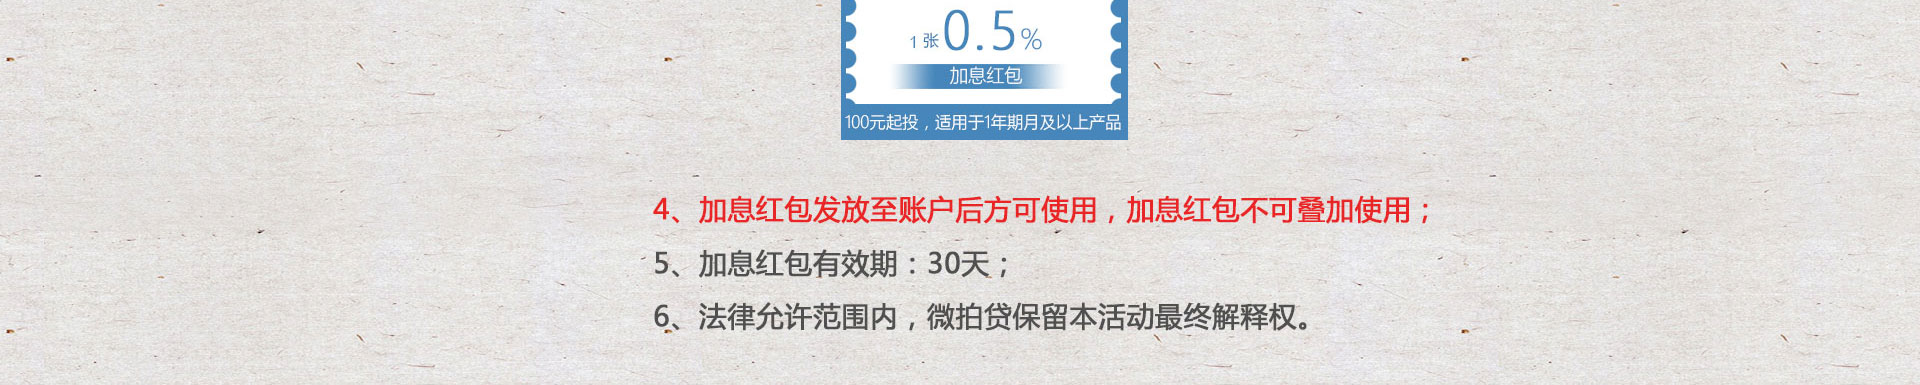 1 张 0.5%
加息红包
100元起投，适用于1年期月及以上产品
4、加息红包发放至账户后方可使用，加息红包不可叠加使用；
5、加息红包有效期：30天；
6、法律允许范围内，微拍贷保留本活动最终解释权。